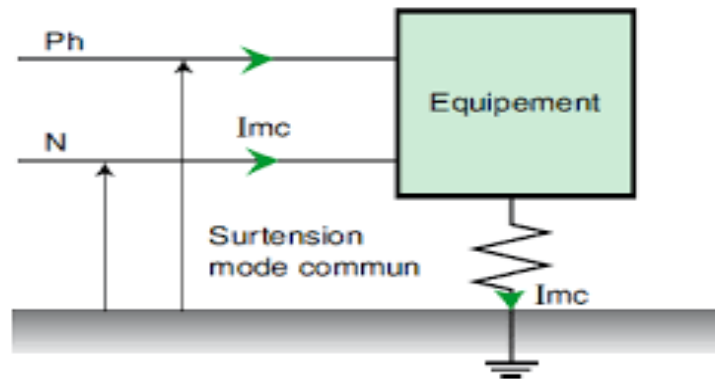 Ph
Equipement
Imc
N
Surtension
mode commun
Imc